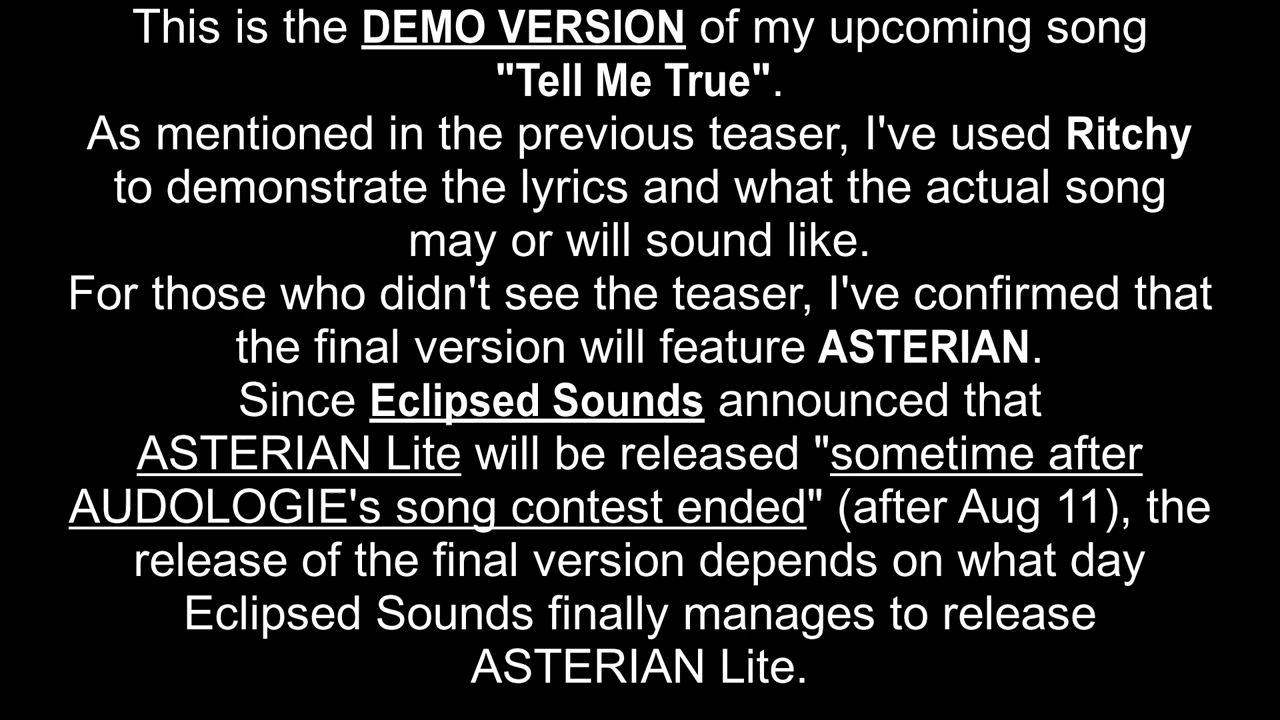 This is the DEMO VERSION of my upcoming song
"Tell Me True".
As mentioned in the previous teaser, I've used Ritchy
to demonstrate the lyrics and what the actual song
may or will sound like.
For those who didn't see the teaser, I've confirmed that
the final version will feature ASTERIAN.
Since Eclipsed Sounds announced that
ASTERIAN Lite will be released "sometime after
AUDOLOGIE's song contest ended" (after Aug 11), the
release of the final version depends on what day
Eclipsed Sounds finally manages to release
ASTERIAN Lite.